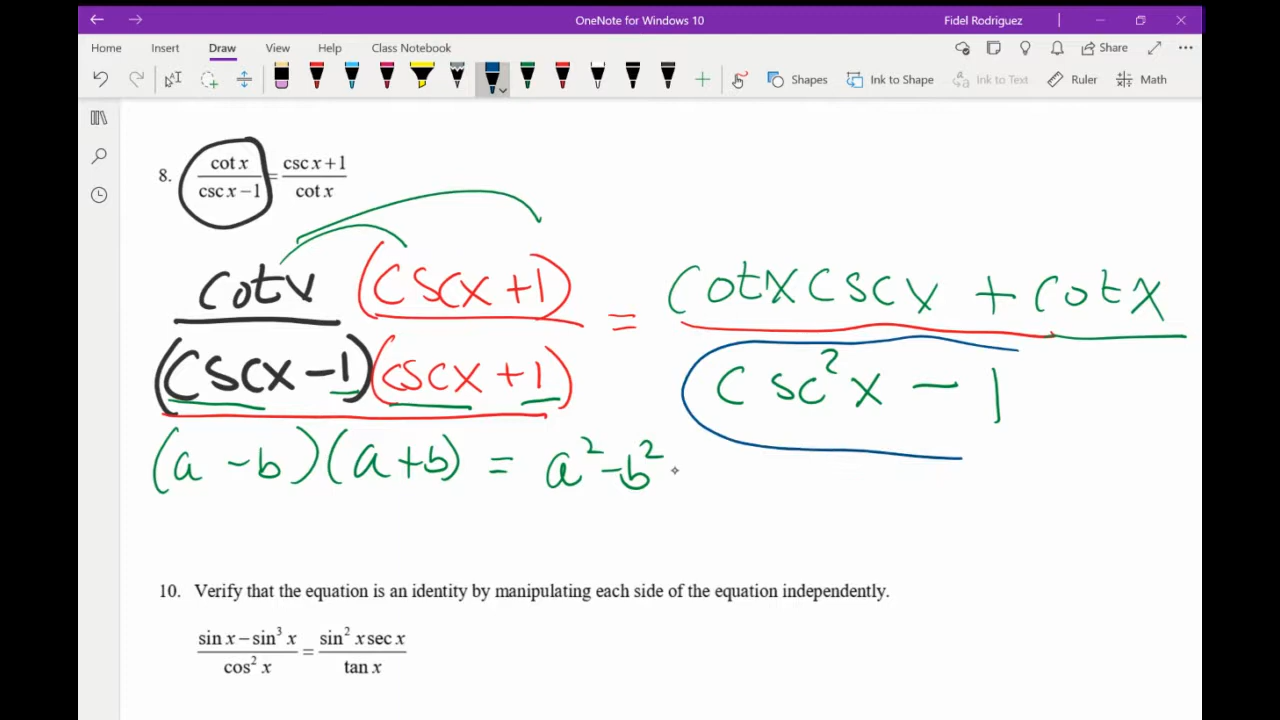 OneNote for Windows 10
Fidel Rodriguez
Home Insert Draw View Help Class Notebook Share
Shapes Ink to Shape Ink to Text Ruler Math
8. cot x / csc x − 1 = csc x + 1 / cot x
cotx (cscx + 1) = cotx cscx + cotx
(cscx − 1)(cscx + 1) csc² x − 1
(a − b)(a + b) = a² − b²
10. Verify that the equation is an identity by manipulating each side of the equation independently.
sin x − sin³ x / cos² x = sin² x sec x / tan x